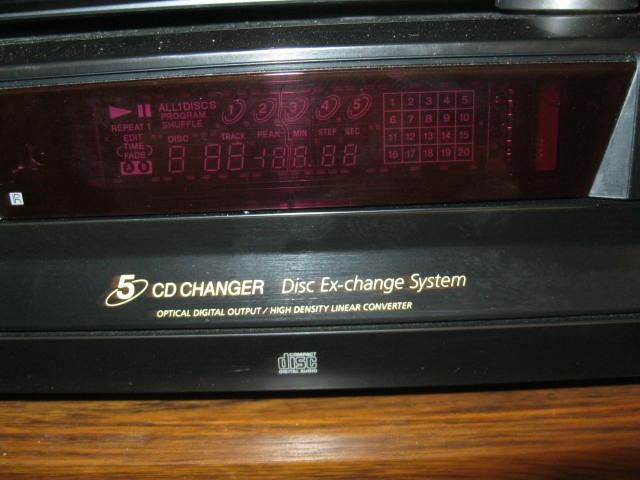 ALL1DISCS 1 2 3 4 5
PROGRAM
REPEAT 1 SHUFFLE
EDIT DISC TRACK PEAK MIN STEP SEC
TIME
FADE
1 2 3 4 5
6 7 8 9 10
11 12 13 14 15
16 17 18 19 20
5 CD CHANGER Disc Ex-change System
OPTICAL DIGITAL OUTPUT / HIGH DENSITY LINEAR CONVERTER
COMPACT
disc
DIGITAL AUDIO